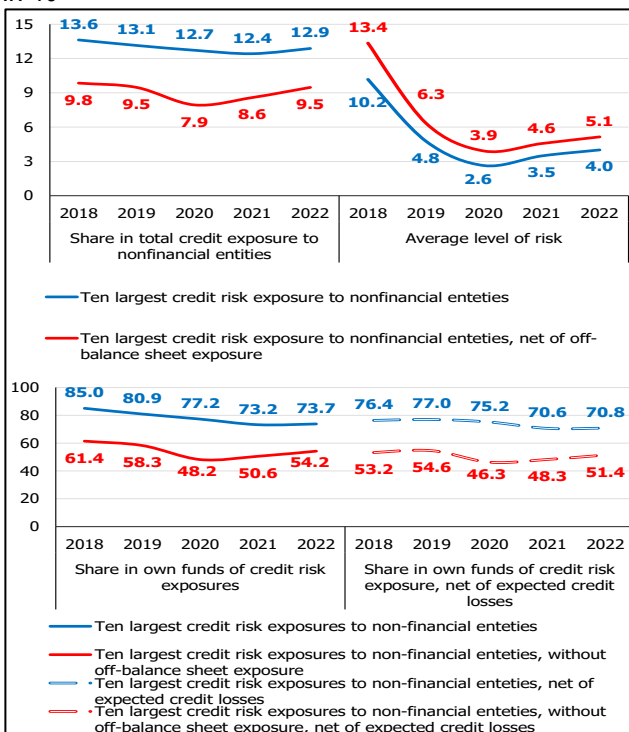 15
12
9
6
3
0
13.6 13.1 12.7 12.4 12.9
9.8 9.5 7.9 8.6 9.5
13.4 6.3 3.9 4.6 5.1
10.2 4.8 2.6 3.5 4.0
2018 2019 2020 2021 2022 2018 2019 2020 2021 2022
Share in total credit exposure to
nonfinancial entities
Average level of risk
Ten largest credit risk exposure to nonfinancial enteties
Ten largest credit risk exposure to nonfinancial enteties, net of off-
balance sheet exposure
100
80
60
40
20
0
85.0 80.9 77.2 73.2 73.7
61.4 58.3 48.2 50.6 54.2
76.4 77.0 75.2 70.6 70.8
53.2 54.6 46.3 48.3 51.4
2018 2019 2020 2021 2022 2018 2019 2020 2021 2022
Share in own funds of credit risk
exposures
Share in own funds of credit risk
exposure, net of expected credit
losses
Ten largest credit risk exposures to non-financial enteties
Ten largest credit risk exposures to non-financial enteties, without
off-balance sheet exposure
Ten largest credit risk exposures to non-financial enteties, net of
expected credit losses
Ten largest credit risk exposures to non-financial enteties, without
off-balance sheet exposure, net of expected credit losses